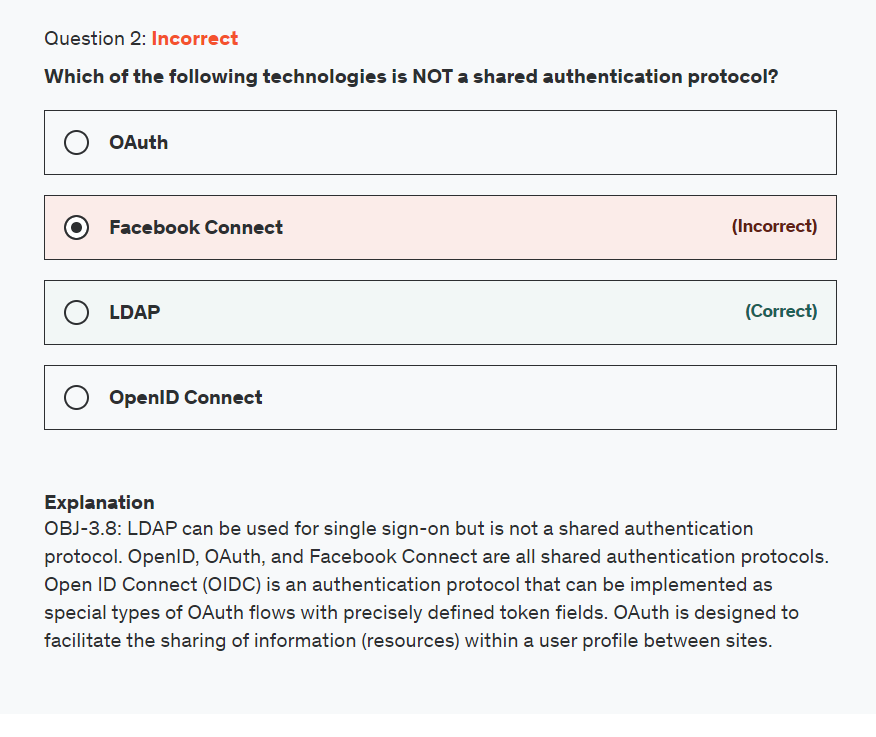 Question 2: Incorrect
Which of the following technologies is NOT a shared authentication protocol?
OAuth
Facebook Connect (Incorrect)
LDAP (Correct)
OpenID Connect
Explanation
OBJ-3.8: LDAP can be used for single sign-on but is not a shared authentication
protocol. OpenID, OAuth, and Facebook Connect are all shared authentication protocols.
Open ID Connect (OIDC) is an authentication protocol that can be implemented as
special types of OAuth flows with precisely defined token fields. OAuth is designed to
facilitate the sharing of information (resources) within a user profile between sites.